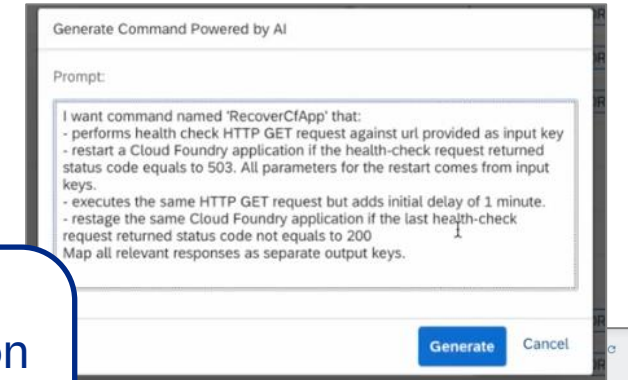 Generate Command Powered by AI
Prompt:
I want command named 'RecoverCfApp' that:
- performs health check HTTP GET request against url provided as input key
- restart a Cloud Foundry application if the health-check request returned
status code equals to 503. All parameters for the restart comes from input
keys.
- executes the same HTTP GET request but adds initial delay of 1 minute.
- restage the same Cloud Foundry application if the last health-check
request returned status code not equals to 200
Map all relevant responses as separate output keys.
Generate Cancel
on